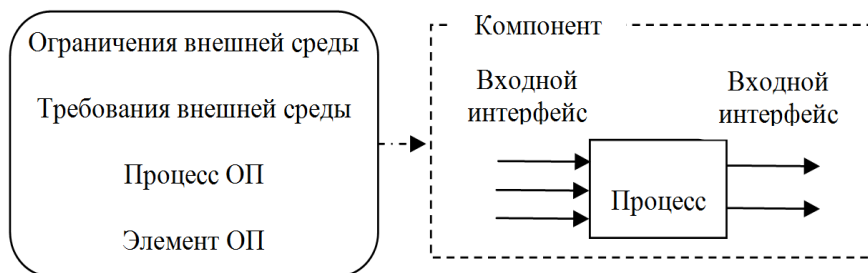 Ограничения внешней среды
Требования внешней среды
Процесс ОП
Элемент ОП
Компонент
Входной
интерфейс
Входной
интерфейс
Процесс